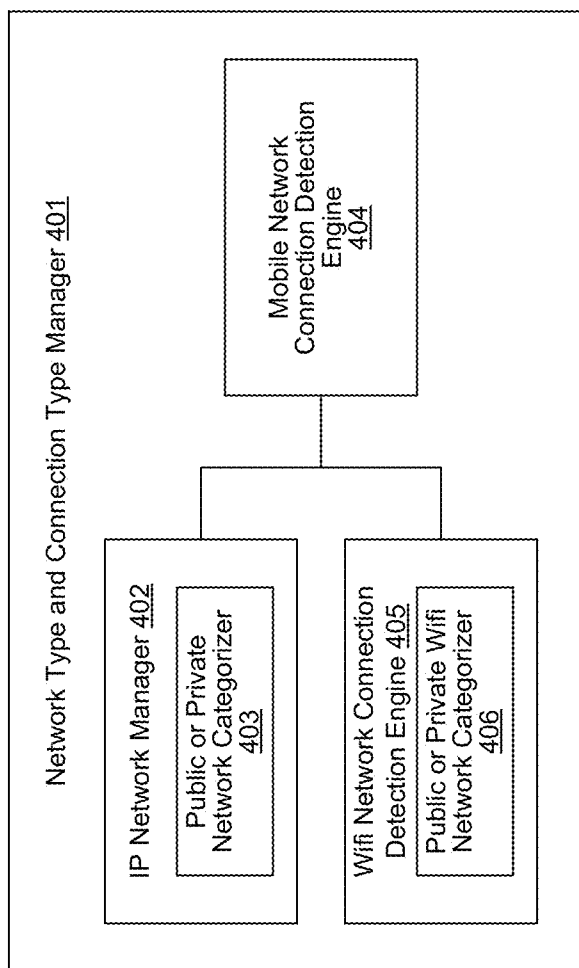 Network Type and Connection Type Manager 401
IP Network Manager 402
Public or Private
Network Categorizer
403
Wifi Network Connection
Detection Engine 405
Public or Private Wifi
Network Categorizer
406
Mobile Network
Connection Detection
Engine
404